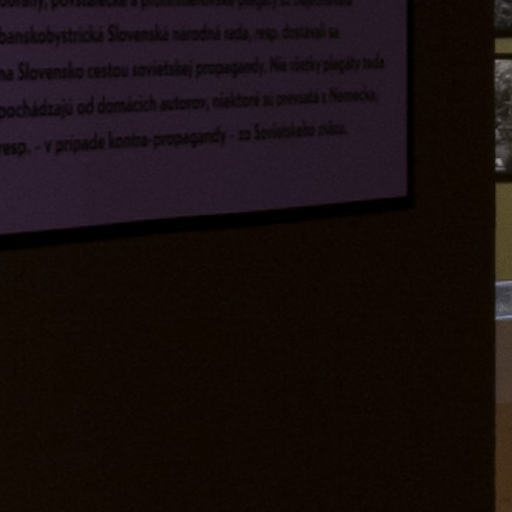 banskobystrická Slovenská národná rada, resp. dostávali sa
na Slovensko cestou sovietskej propagandy. Nie všetky plagáty teda
pochádzajú od domácich autorov, niektoré sú prevzaté z Nemecka,
resp. - v prípade kontra-propagandy - zo Sovietskeho zväzu.